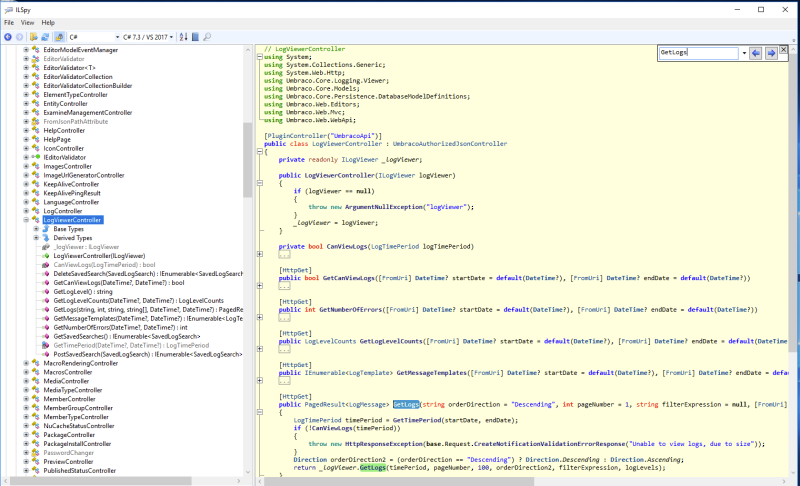 ILSpy
File View Help
C# C# 7.3 / VS 2017
EditorModelEventManager
EditorValidator
EditorValidator<T>
EditorValidatorCollection
EditorValidatorCollectionBuilder
ElementTypeController
EntityController
ExamineManagementController
FromJsonPathAttribute
HelpController
HelpPage
IconController
IEditorValidator
ImagesController
ImageUrlGeneratorController
KeepAliveController
KeepAlivePingResult
LanguageController
LogController
LogViewerController
Base Types
Derived Types
_logViewer : ILogViewer
LogViewerController(ILogViewer)
CanViewLogs(LogTimePeriod) : bool
DeleteSavedSearch(SavedLogSearch) : IEnumerable<SavedLogSearch>
GetCanViewLogs(DateTime?, DateTime?) : bool
GetLogLevel() : string
GetLogLevelCounts(DateTime?, DateTime?) : LogLevelCounts
GetLogs(string, int, string, string[], DateTime?, DateTime?) : PagedRe
GetMessageTemplates(DateTime?, DateTime?) : IEnumerable<LogTe
GetNumberOfErrors(DateTime?, DateTime?) : int
GetSavedSearches() : IEnumerable<SavedLogSearch>
GetTimePeriod(DateTime?, DateTime?) : LogTimePeriod
PostSavedSearch(SavedLogSearch) : IEnumerable<SavedLogSearch>
MacroRenderingController
MacrosController
MediaController
MediaTypeController
MemberController
MemberGroupController
MemberTypeController
NuCacheStatusController
PackageController
PackageInstallController
PasswordChanger
PreviewController
PublishedStatusController
GetLogs
// LogViewerController
using System;
using System.Collections.Generic;
using System.Web.Http;
using Umbraco.Core.Logging.Viewer;
using Umbraco.Core.Models;
using Umbraco.Core.Persistence.DatabaseModelDefinitions;
using Umbraco.Web.Editors;
using Umbraco.Web.Mvc;
using Umbraco.Web.WebApi;
[PluginController("UmbracoApi")]
public class LogViewerController : UmbracoAuthorizedJsonController
{
private readonly ILogViewer _logViewer;
public LogViewerController(ILogViewer logViewer)
{
if (logViewer == null)
{
throw new ArgumentNullException("logViewer");
}
_logViewer = logViewer;
}
private bool CanViewLogs(LogTimePeriod logTimePeriod)
...
[HttpGet]
public bool GetCanViewLogs([FromUri] DateTime? startDate = default(DateTime?), [FromUri] DateTime? endDate = default(DateTime?))
...
[HttpGet]
public int GetNumberOfErrors([FromUri] DateTime? startDate = default(DateTime?), [FromUri] DateTime? endDate = default(DateTime?))
...
[HttpGet]
public LogLevelCounts GetLogLevelCounts([FromUri] DateTime? startDate = default(DateTime?), [FromUri] DateTime? endDate = default(DateTime
...
[HttpGet]
public IEnumerable<LogTemplate> GetMessageTemplates([FromUri] DateTime? startDate = default(DateTime?), [FromUri] DateTime? endDate = defa
...
[HttpGet]
public PagedResult<LogMessage> GetLogs(string orderDirection = "Descending", int pageNumber = 1, string filterExpression = null, [FromUri]
{
LogTimePeriod timePeriod = GetTimePeriod(startDate, endDate);
if (!CanViewLogs(timePeriod))
{
throw new HttpResponseException(base.Request.CreateNotificationValidationErrorResponse("Unable to view logs, due to size"));
}
Direction orderDirection2 = (orderDirection == "Descending") ? Direction.Descending : Direction.Ascending;
return _logViewer.GetLogs(timePeriod, pageNumber, 100, orderDirection2, filterExpression, logLevels);
}